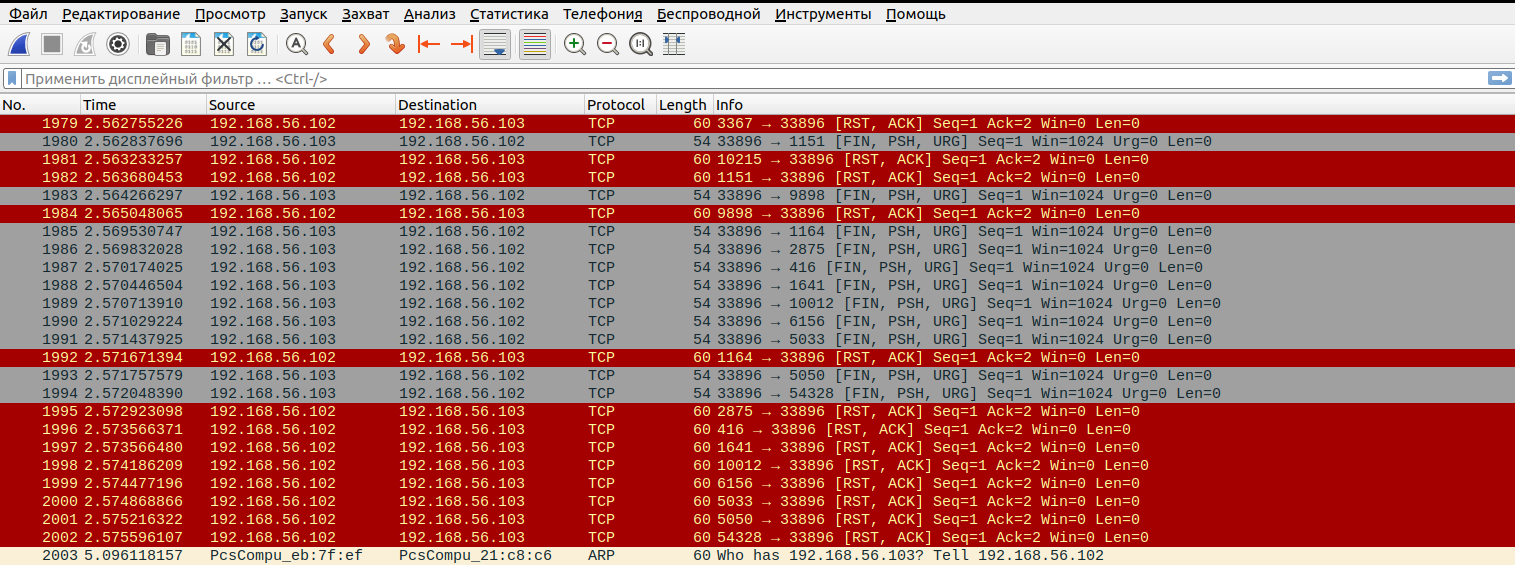 Файл Редактирование Просмотр Запуск Захват Анализ Статистика Телефония Беспроводной Инструменты Помощь
Применить дисплейный фильтр … <Ctrl-/>
No. Time Source Destination Protocol Length Info
1979 2.562755226 192.168.56.102 192.168.56.103 TCP 60 3367 → 33896 [RST, ACK] Seq=1 Ack=2 Win=0 Len=0
1980 2.562837696 192.168.56.103 192.168.56.102 TCP 54 33896 → 1151 [FIN, PSH, URG] Seq=1 Win=1024 Urg=0 Len=0
1981 2.563233257 192.168.56.102 192.168.56.103 TCP 60 10215 → 33896 [RST, ACK] Seq=1 Ack=2 Win=0 Len=0
1982 2.563680453 192.168.56.102 192.168.56.103 TCP 60 1151 → 33896 [RST, ACK] Seq=1 Ack=2 Win=0 Len=0
1983 2.564266297 192.168.56.103 192.168.56.102 TCP 54 33896 → 9898 [FIN, PSH, URG] Seq=1 Win=1024 Urg=0 Len=0
1984 2.565048065 192.168.56.102 192.168.56.103 TCP 60 9898 → 33896 [RST, ACK] Seq=1 Ack=2 Win=0 Len=0
1985 2.569530747 192.168.56.103 192.168.56.102 TCP 54 33896 → 1164 [FIN, PSH, URG] Seq=1 Win=1024 Urg=0 Len=0
1986 2.569832028 192.168.56.103 192.168.56.102 TCP 54 33896 → 2875 [FIN, PSH, URG] Seq=1 Win=1024 Urg=0 Len=0
1987 2.570174025 192.168.56.103 192.168.56.102 TCP 54 33896 → 416 [FIN, PSH, URG] Seq=1 Win=1024 Urg=0 Len=0
1988 2.570446504 192.168.56.103 192.168.56.102 TCP 54 33896 → 1641 [FIN, PSH, URG] Seq=1 Win=1024 Urg=0 Len=0
1989 2.570713910 192.168.56.103 192.168.56.102 TCP 54 33896 → 10012 [FIN, PSH, URG] Seq=1 Win=1024 Urg=0 Len=0
1990 2.571029224 192.168.56.103 192.168.56.102 TCP 54 33896 → 6156 [FIN, PSH, URG] Seq=1 Win=1024 Urg=0 Len=0
1991 2.571437925 192.168.56.103 192.168.56.102 TCP 54 33896 → 5033 [FIN, PSH, URG] Seq=1 Win=1024 Urg=0 Len=0
1992 2.571671394 192.168.56.102 192.168.56.103 TCP 60 1164 → 33896 [RST, ACK] Seq=1 Ack=2 Win=0 Len=0
1993 2.571757579 192.168.56.103 192.168.56.102 TCP 54 33896 → 5050 [FIN, PSH, URG] Seq=1 Win=1024 Urg=0 Len=0
1994 2.572048390 192.168.56.103 192.168.56.102 TCP 54 33896 → 54328 [FIN, PSH, URG] Seq=1 Win=1024 Urg=0 Len=0
1995 2.572923098 192.168.56.102 192.168.56.103 TCP 60 2875 → 33896 [RST, ACK] Seq=1 Ack=2 Win=0 Len=0
1996 2.573566371 192.168.56.102 192.168.56.103 TCP 60 416 → 33896 [RST, ACK] Seq=1 Ack=2 Win=0 Len=0
1997 2.573566480 192.168.56.102 192.168.56.103 TCP 60 1641 → 33896 [RST, ACK] Seq=1 Ack=2 Win=0 Len=0
1998 2.574186209 192.168.56.102 192.168.56.103 TCP 60 10012 → 33896 [RST, ACK] Seq=1 Ack=2 Win=0 Len=0
1999 2.574477196 192.168.56.102 192.168.56.103 TCP 60 6156 → 33896 [RST, ACK] Seq=1 Ack=2 Win=0 Len=0
2000 2.574868866 192.168.56.102 192.168.56.103 TCP 60 5033 → 33896 [RST, ACK] Seq=1 Ack=2 Win=0 Len=0
2001 2.575216322 192.168.56.102 192.168.56.103 TCP 60 5050 → 33896 [RST, ACK] Seq=1 Ack=2 Win=0 Len=0
2002 2.575596107 192.168.56.102 192.168.56.103 TCP 60 54328 → 33896 [RST, ACK] Seq=1 Ack=2 Win=0 Len=0
2003 5.096118157 PcsCompu_eb:7f:ef PcsCompu_21:c8:c6 ARP 60 Who has 192.168.56.103? Tell 192.168.56.102